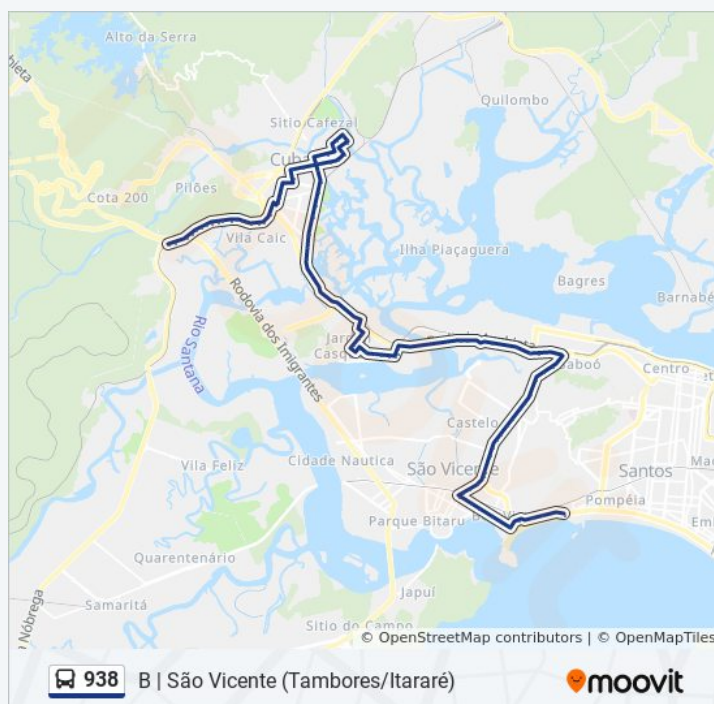 Alto da Serra
Quilombo
Sitio Cafezal
Cota 200
Pilões
Vila Caic
Ilha Piaçaguera
Bagres
Barnabé
Rodovia dos Imigrantes
Rio Santana
Centro
Castelo
Vila Feliz
Cidade Nautica
São Vicente
Santos
Pompéia
Parque Bitaru
Quarentenário
Samaritá
Japuí
Sitio do Campo
Nóbrega
© OpenStreetMap contributors | © OpenMapTiles
938 B | São Vicente (Tambores/Itararé)
moovit